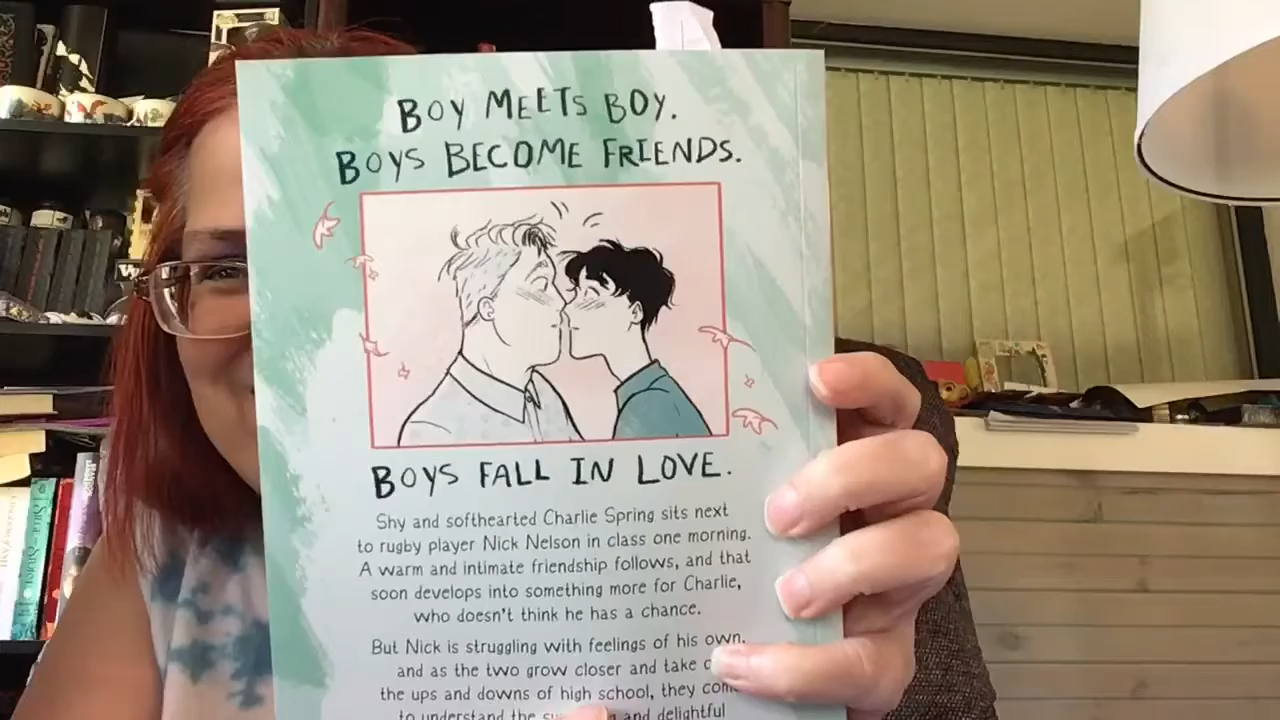 BOY MEETS BOY.
BOYS BECOME FRIENDS.
BOYS FALL IN LOVE.
Shy and softhearted Charlie Spring sits next
to rugby player Nick Nelson in class one morning.
A warm and intimate friendship follows, and that
soon develops into something more for Charlie,
who doesn't think he has a chance.
But Nick is struggling with feelings of his own,
and as the two grow closer and take
the ups and downs of high school, they
to understand the and delightful